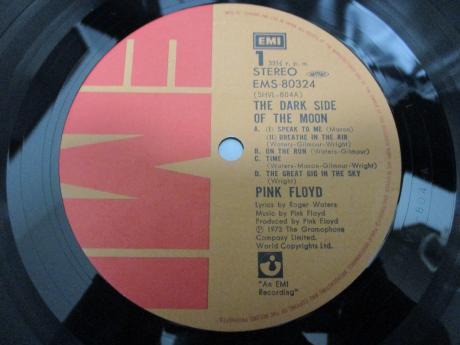 EMI
EMI
1 33⅓ r. p. m.
STEREO
EMS-80324
(SHVL-804A)
THE DARK SIDE
OF THE MOON
A. (I) SPEAK TO ME (Mason)
(II) BREATHE IN THE AIR
(Waters-Gilmour-Wright)
B. ON THE RUN (Waters-Gilmour)
C. TIME
(Waters-Mason-Gilmour-Wright)
D. THE GREAT GIG IN THE SKY
(Wright)
PINK FLOYD
Lyrics by Roger Waters
Music by Pink Floyd
Produced by Pink Floyd
℗ 1973 The Gramophone
Company Limited.
World Copyrights Ltd.
"An EMI
Recording"